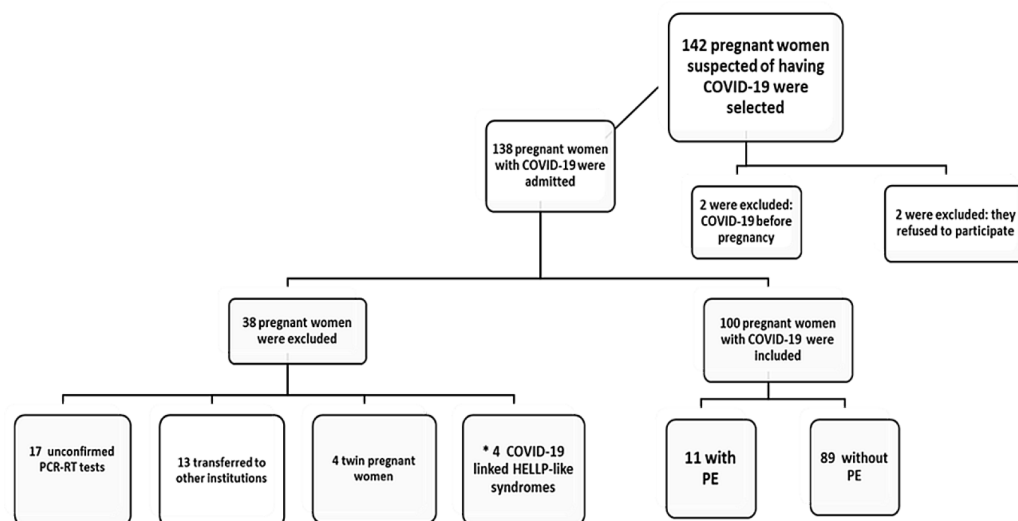 142 pregnant women
suspected of having
COVID-19 were
selected
138 pregnant women
with COVID-19 were
admitted
2 were excluded:
COVID-19 before
pregnancy
2 were excluded: they
refused to participate
38 pregnant women
were excluded
100 pregnant women
with COVID-19 were
included
17 unconfirmed
PCR-RT tests
13 transferred to
other institutions
4 twin pregnant
women
* 4 COVID-19
linked HELLP-like
syndromes
11 with
PE
89 without
PE